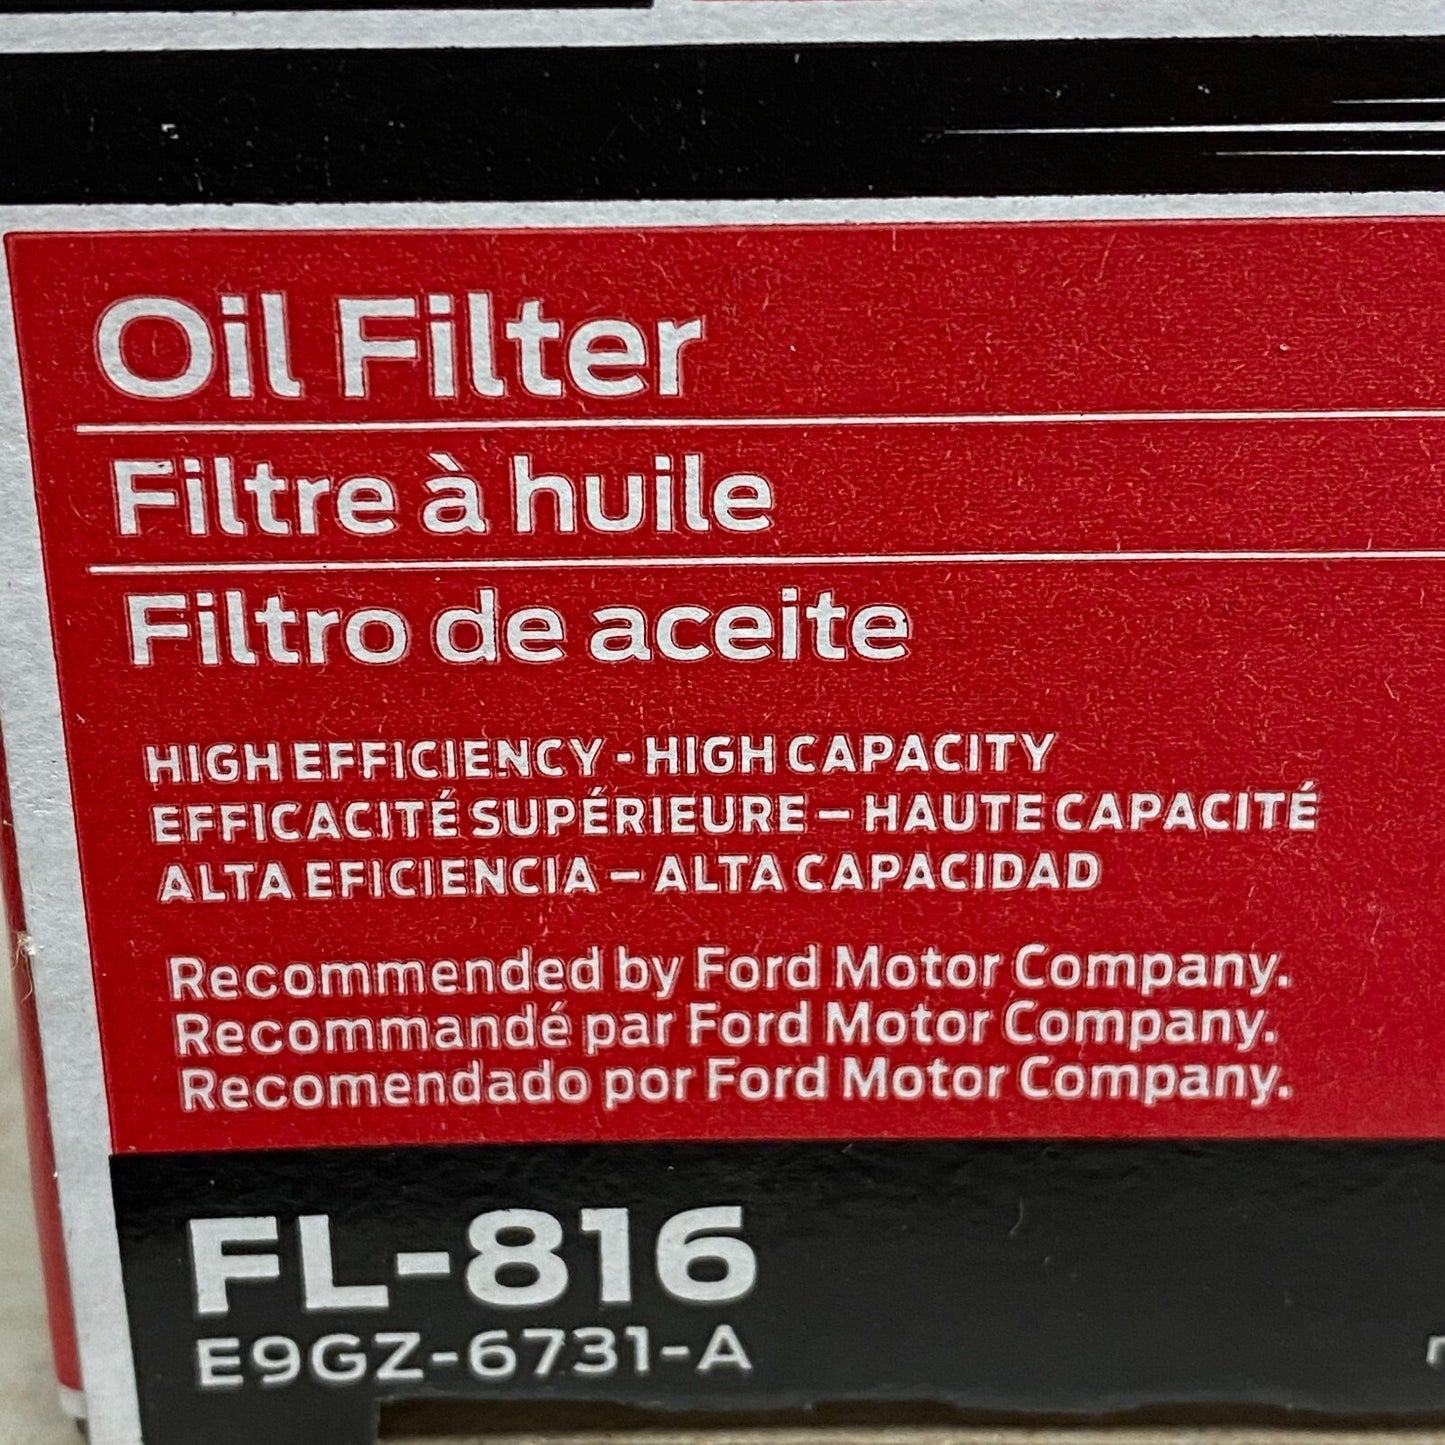 Oil Filter
Filtre à huile
Filtro de aceite
HIGH EFFICIENCY - HIGH CAPACITY
EFFICACITÉ SUPÉRIEURE – HAUTE CAPACITÉ
ALTA EFICIENCIA – ALTA CAPACIDAD
Recommended by Ford Motor Company.
Recommandé par Ford Motor Company.
Recomendado por Ford Motor Company.
FL-816
E9GZ-6731-A